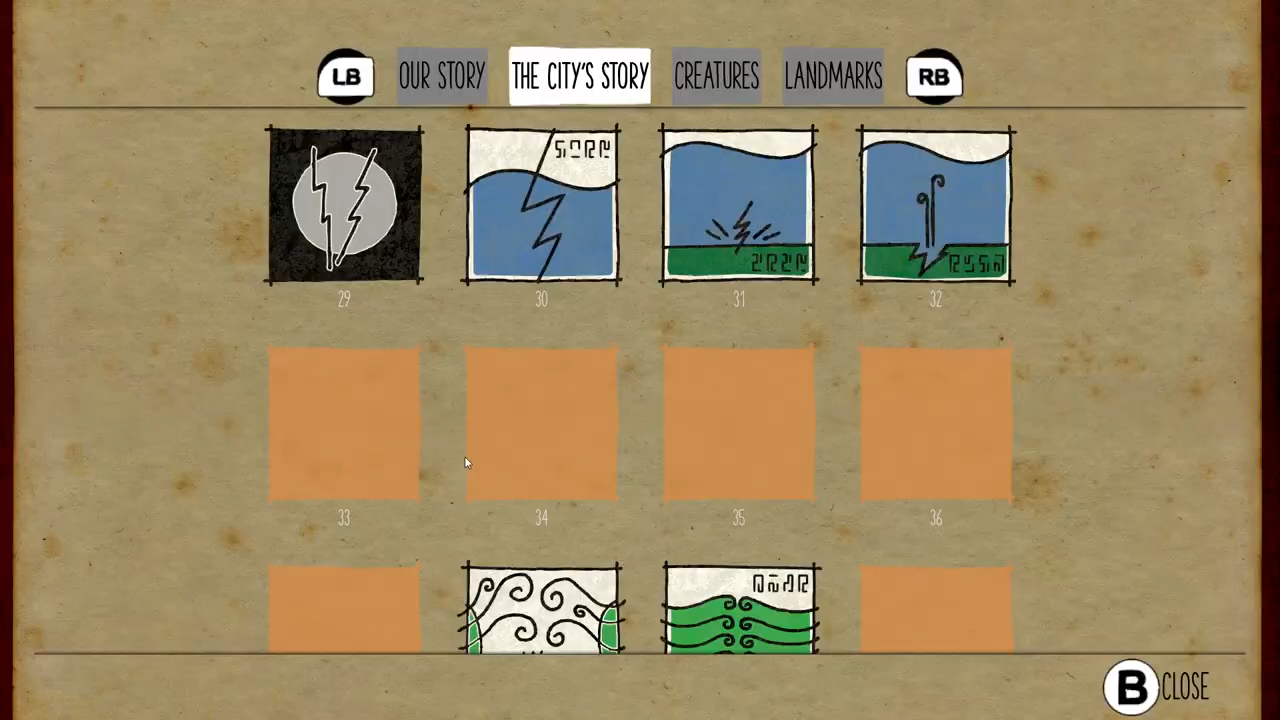 LB OUR STORY THE CITY'S STORY CREATURES LANDMARKS RB
29 30 31 32
33 34 35 36
B CLOSE